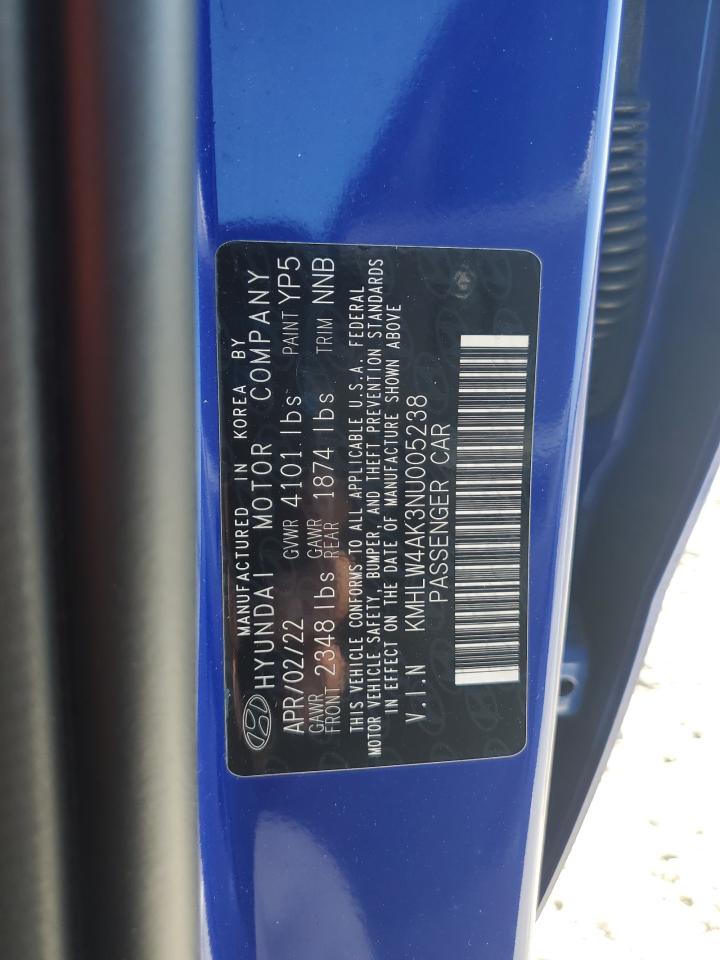 MANUFACTURED IN KOREA BY
HYUNDAI MOTOR COMPANY
APR/02/22 GVWR 4101 lbs PAINT YP5
GAWR FRONT 2348 lbs GAWR REAR 1874 lbs TRIM NNB
THIS VEHICLE CONFORMS TO ALL APPLICABLE U.S.A. FEDERAL
MOTOR VEHICLE SAFETY, BUMPER, AND THEFT PREVENTION STANDARDS
IN EFFECT ON THE DATE OF MANUFACTURE SHOWN ABOVE
V.I.N KMHLW4AK3NU005238
PASSENGER CAR